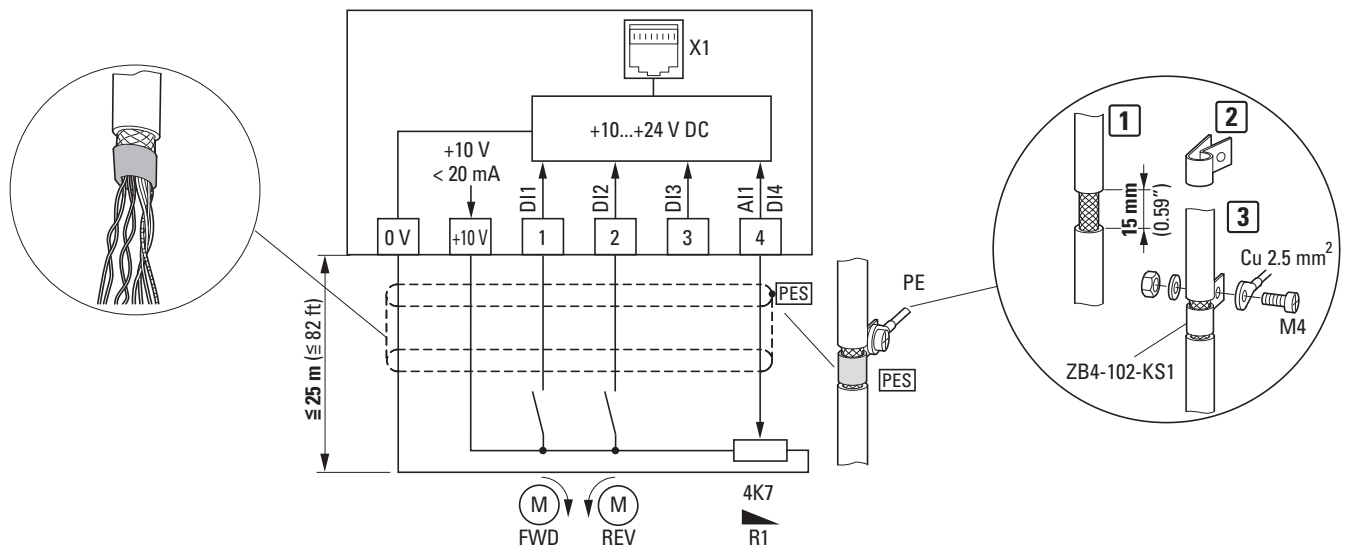 X1
+10...+24 V DC
+10 V
< 20 mA
DI1
DI2
DI3
AI1
DI4
0 V
+10 V
1
2
3
4
≦ 25 m (≦ 82 ft)
PES
M
FWD
M
REV
4K7
R1
PE
PES
1
2
15 mm
(0.59″)
3
Cu 2.5 mm²
M4
ZB4-102-KS1